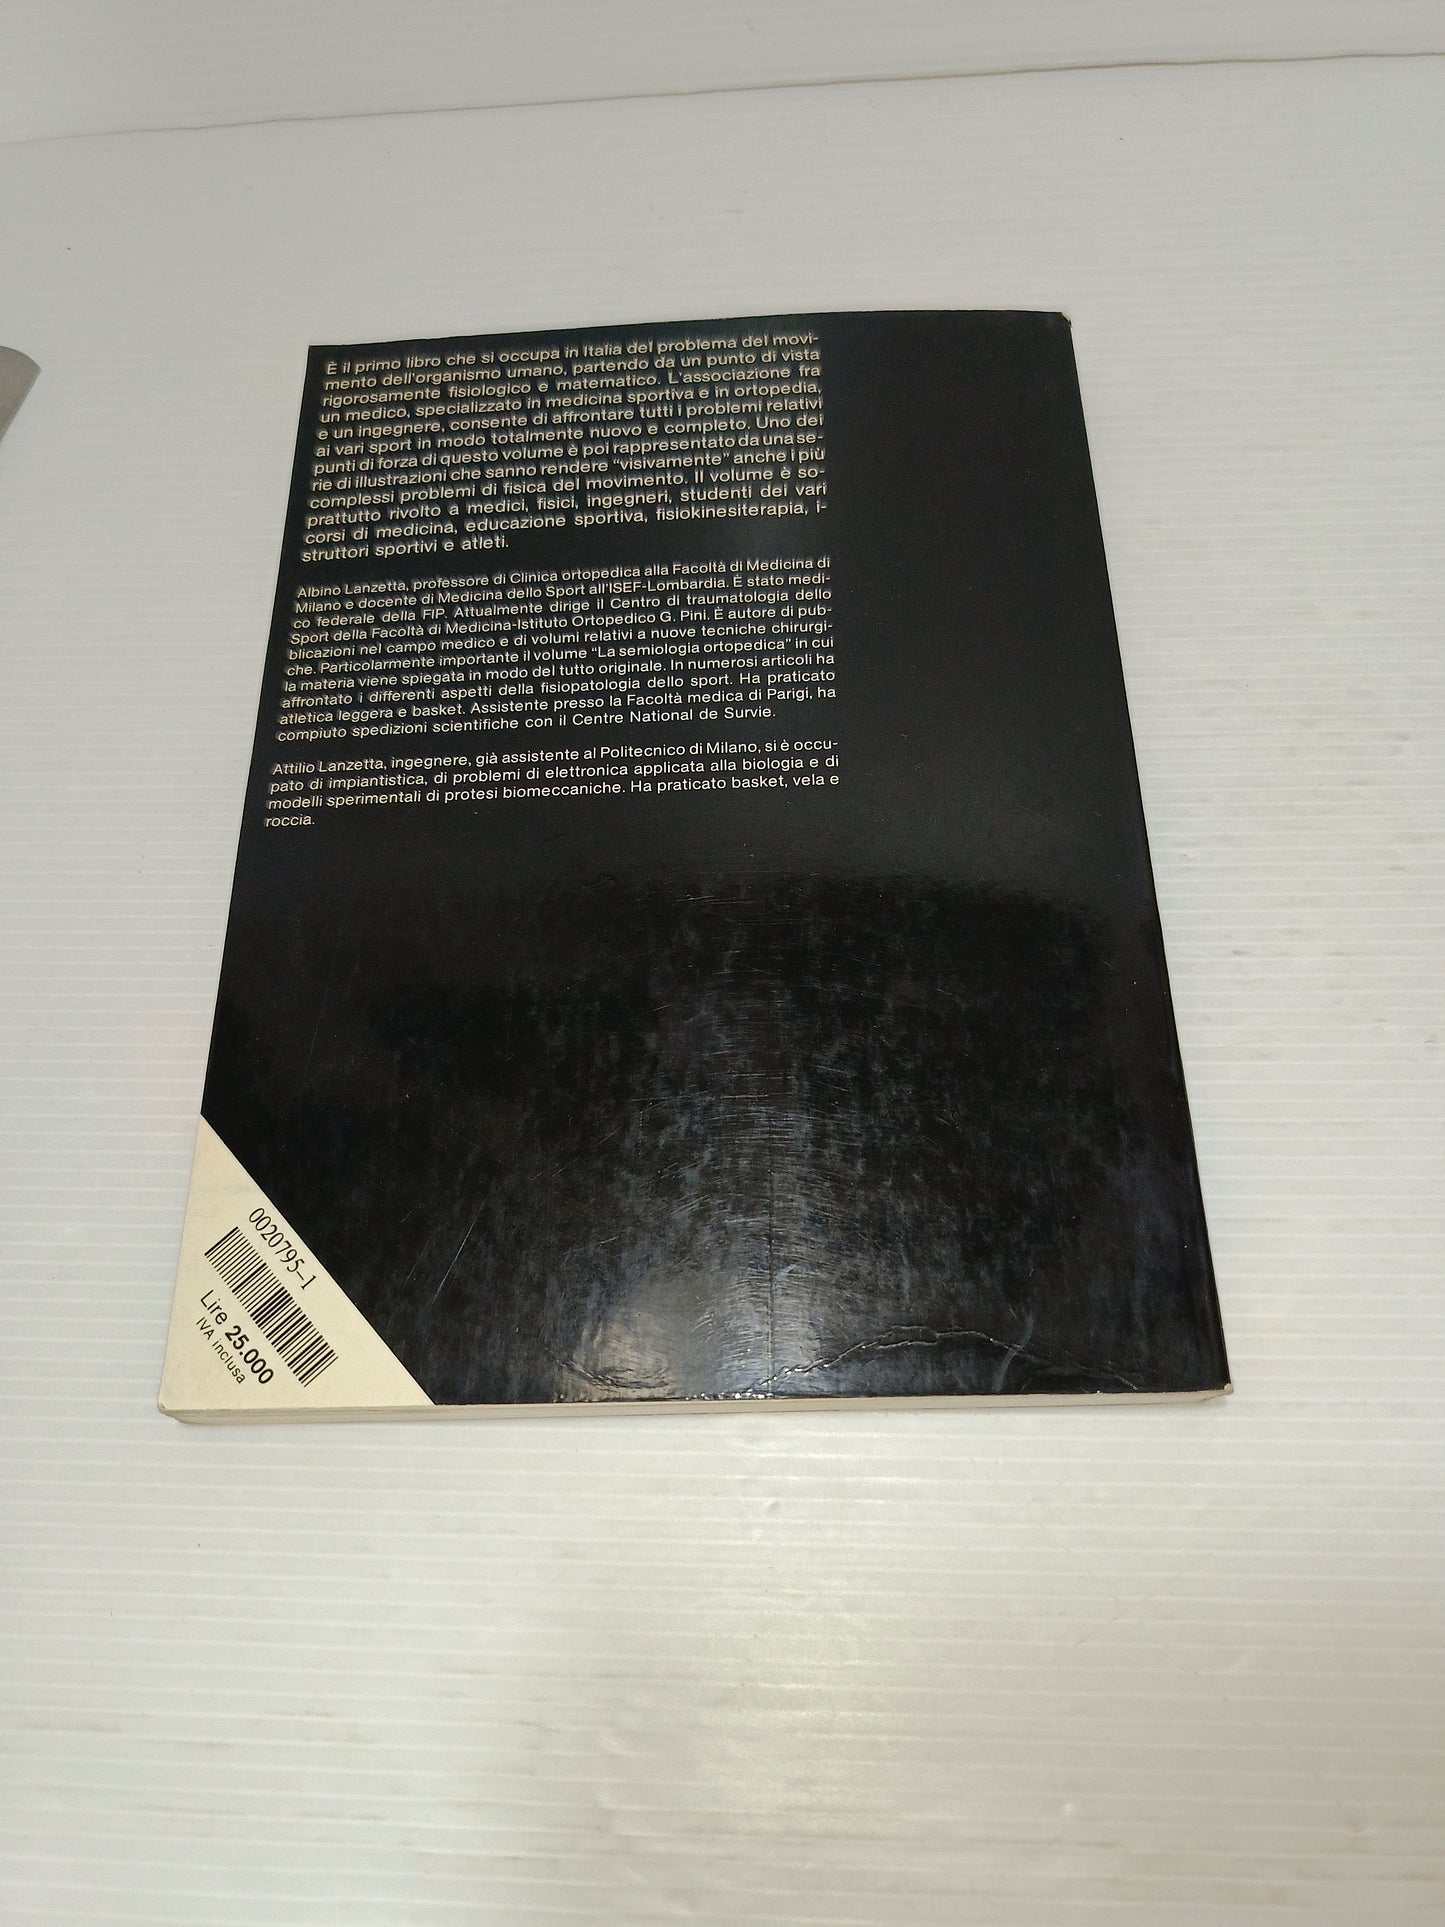 È il primo libro che si occupa in Italia del problema del movi-
mento dell'organismo umano, partendo da un punto di vista
rigorosamente fisiologico e matematico. L'associazione fra
un medico, specializzato in medicina sportiva e in ortopedia,
e un ingegnere, consente di affrontare tutti i problemi relativi
ai vari sport in modo totalmente nuovo e completo. Uno dei
punti di forza di questo volume è poi rappresentato da una se-
rie di illustrazioni che sanno rendere "visivamente" anche i più
complessi problemi di fisica del movimento. Il volume è so-
prattutto rivolto a medici, fisici, ingegneri, studenti dei vari
corsi di medicina, educazione sportiva, fisiokinesiterapia, i-
struttori sportivi e atleti.
Albino Lanzetta, professore di Clinica ortopedica alla Facoltà di Medicina di
Milano e docente di Medicina dello Sport all'ISEF-Lombardia. È stato medi-
co federale della FIP. Attualmente dirige il Centro di traumatologia dello
Sport della Facoltà di Medicina-Istituto Ortopedico G. Pini. È autore di pub-
blicazioni nel campo medico e di volumi relativi a nuove tecniche chirurgi-
che. Particolarmente importante il volume "La semiologia ortopedica" in cui
la materia viene spiegata in modo del tutto originale. In numerosi articoli ha
affrontato i differenti aspetti della fisiopatologia dello sport. Ha praticato
atletica leggera e basket. Assistente presso la Facoltà medica di Parigi, ha
compiuto spedizioni scientifiche con il Centre National de Survie.
Attilio Lanzetta, ingegnere, già assistente al Politecnico di Milano, si è occu-
pato di impiantistica, di problemi di elettronica applicata alla biologia e di
modelli sperimentali di protesi biomeccaniche. Ha praticato basket, vela e
roccia.
0020795-1
Lire 25.000
IVA inclusa